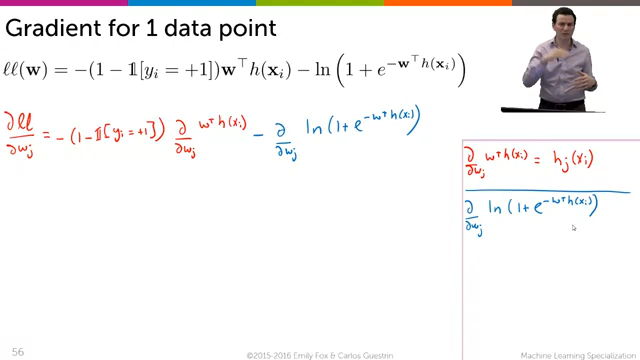 Gradient for 1 data point
ℓℓ(w) = −(1 − 𝟙[yᵢ = +1])w⊤h(xᵢ) − ln(1 + e^(−w⊤h(xᵢ)))
∂ℓℓ/∂wⱼ = −(1−𝟙[yᵢ=+1]) ∂/∂wⱼ w⊤h(xᵢ) − ∂/∂wⱼ ln(1+e^(−w⊤h(xᵢ)))
∂/∂wⱼ w⊤h(xᵢ) = hⱼ(xᵢ)
∂/∂wⱼ ln(1+e^(−w⊤h(xᵢ)))
56
©2015-2016 Emily Fox & Carlos Guestrin
Machine Learning Specialization